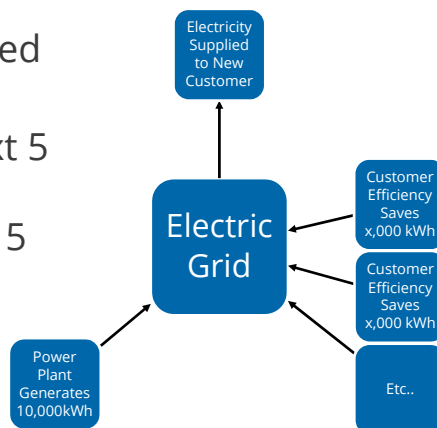 ed
xt 5
5
Electricity
Supplied
to New
Customer
Electric
Grid
Customer
Efficiency
Saves
x,000 kWh
Customer
Efficiency
Saves
x,000 kWh
Etc..
Power
Plant
Generates
10,000kWh